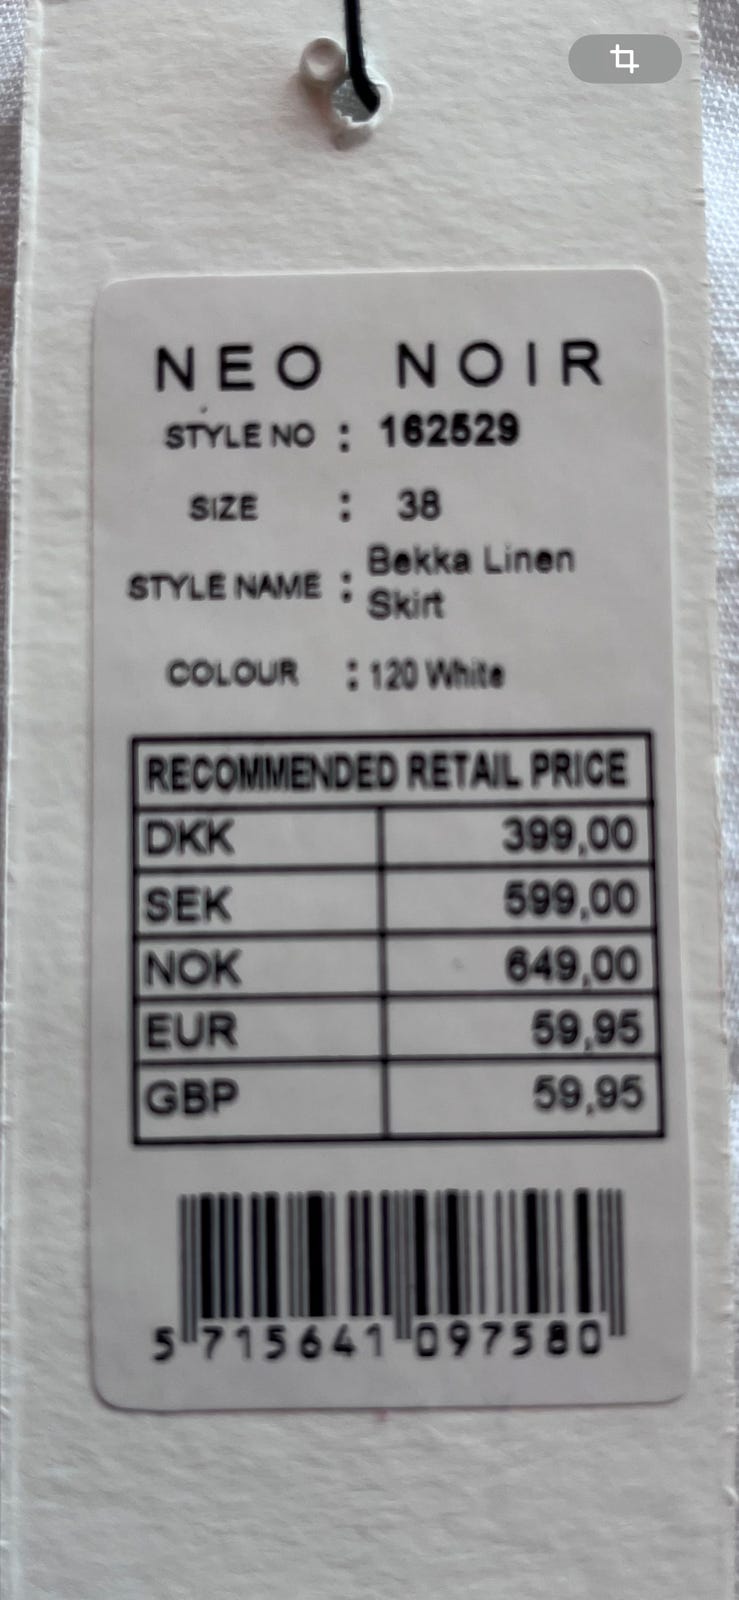 NEO NOIR
STYLE NO : 162529
SIZE : 38
STYLE NAME : Bekka Linen
Skirt
COLOUR : 120 White
RECOMMENDED RETAIL PRICE
DKK 399,00
SEK 599,00
NOK 649,00
EUR 59,95
GBP 59,95
5 715641 097580